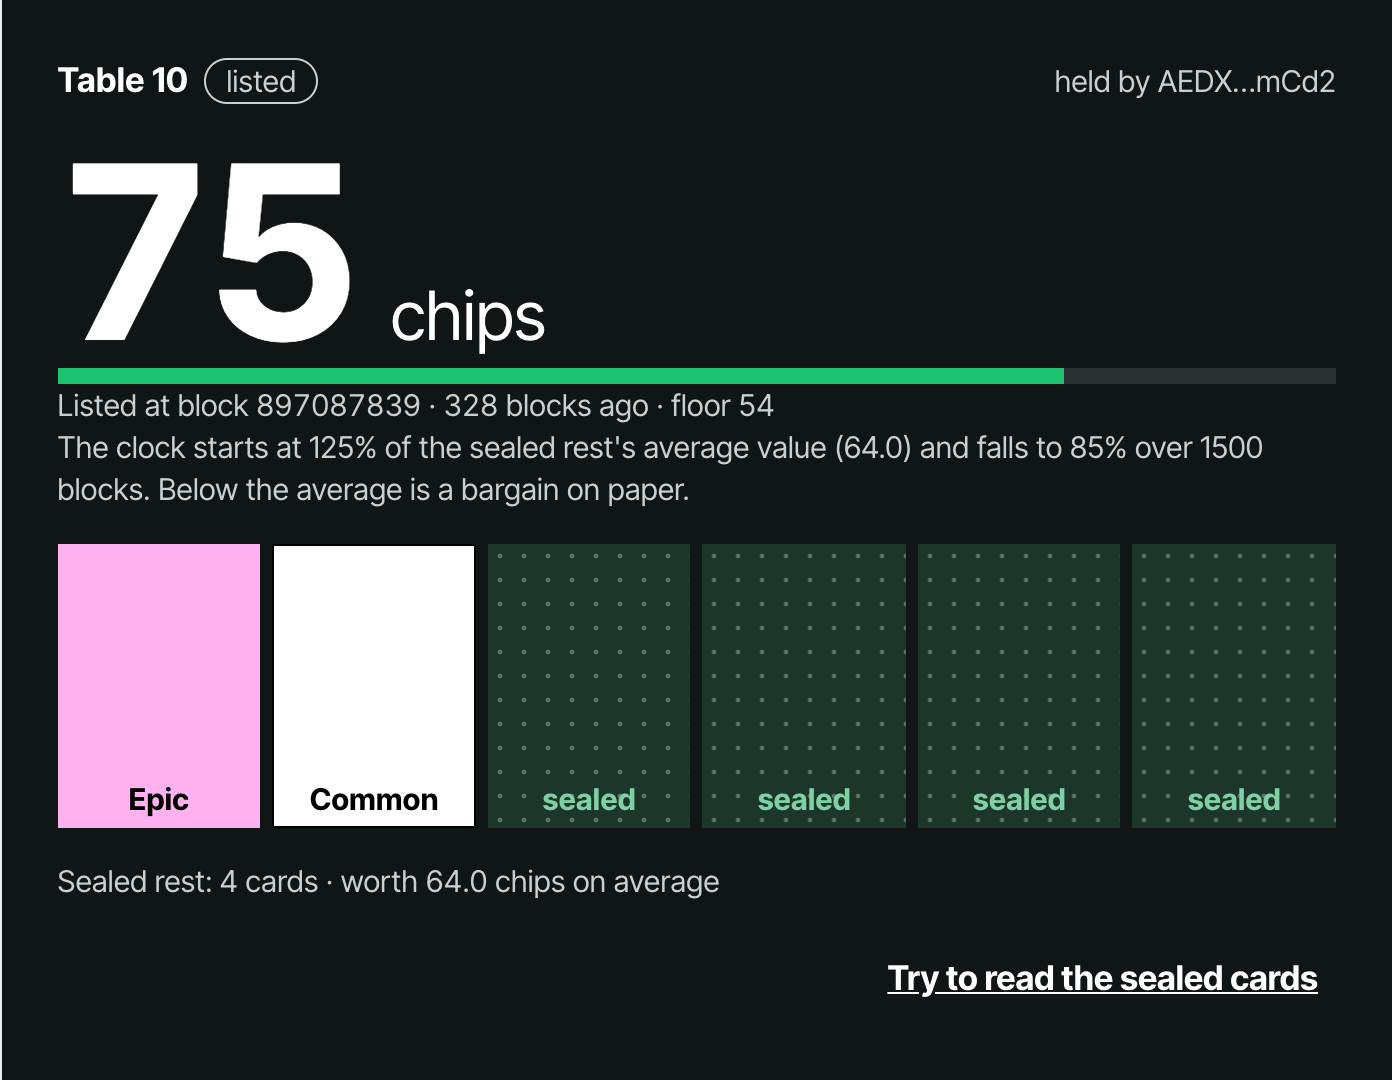 Table 10 listed held by AEDX...mCd2
75 chips
Listed at block 897087839 · 328 blocks ago · floor 54
The clock starts at 125% of the sealed rest's average value (64.0) and falls to 85% over 1500
blocks. Below the average is a bargain on paper.
Epic Common sealed sealed sealed sealed
Sealed rest: 4 cards · worth 64.0 chips on average
Try to read the sealed cards